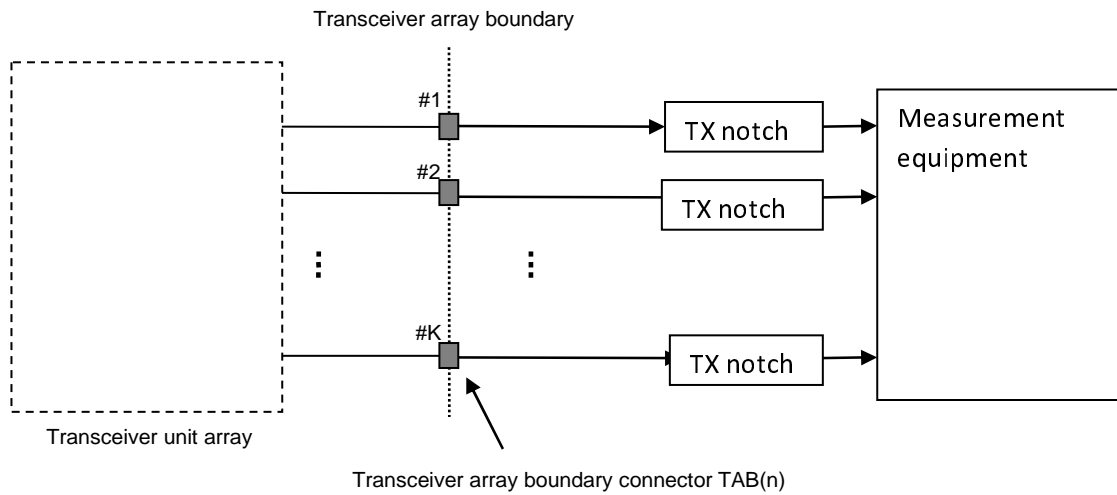 Transceiver array boundary
#1
TX notch
Measurement
equipment
#2
TX notch
#K
TX notch
Transceiver unit array
Transceiver array boundary connector TAB(n)